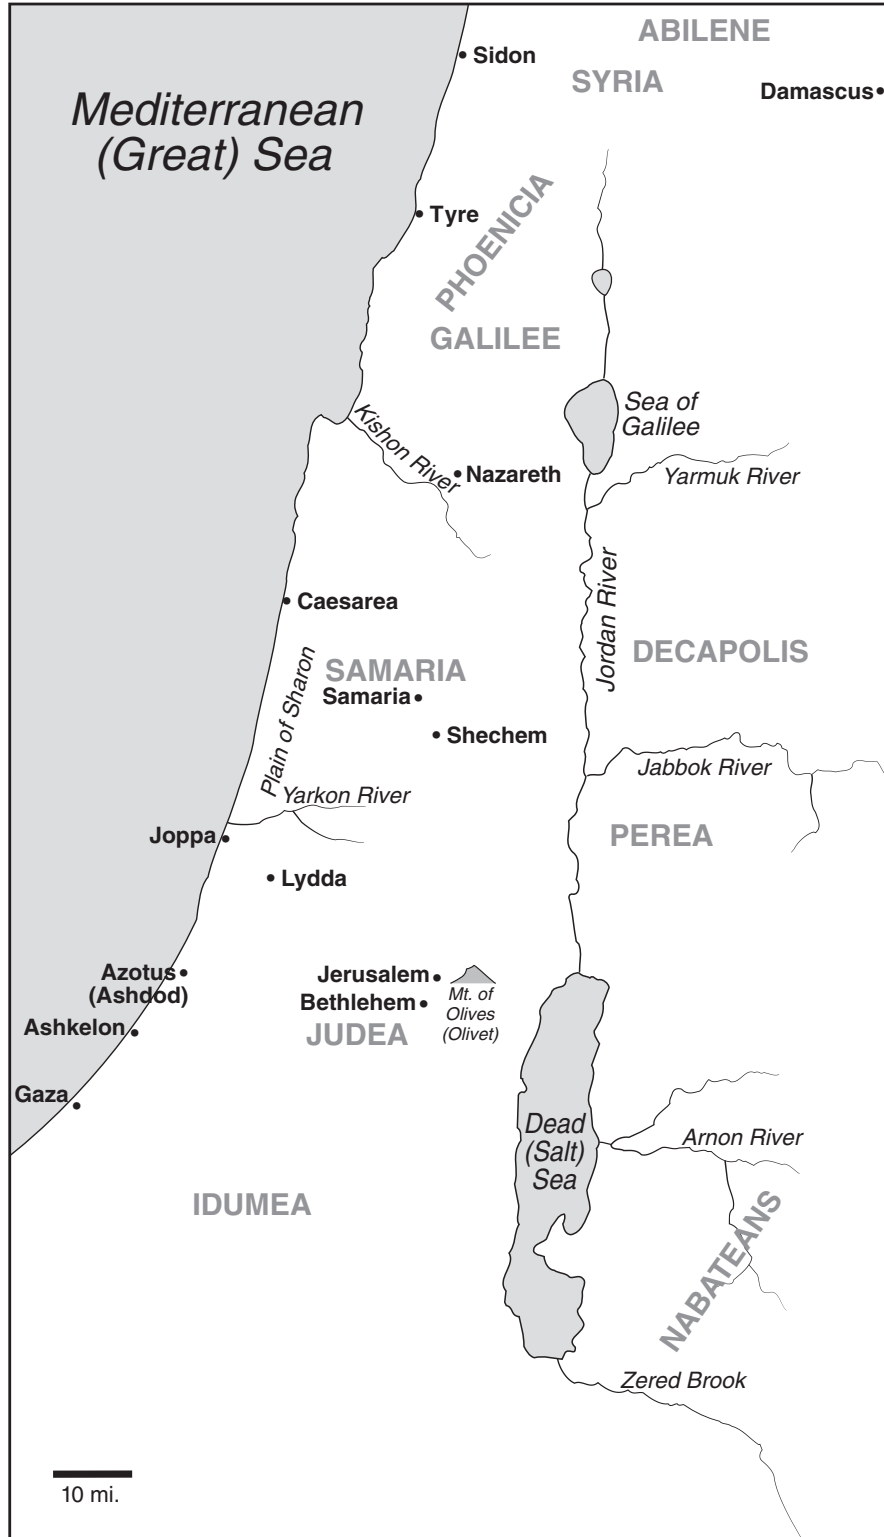 ABILENE
Sidon
SYRIA
Damascus
Mediterranean
(Great) Sea
PHOENICIA
Tyre
GALILEE
Sea of
Galilee
Kishon River
Nazareth
Yarmuk River
Jordan River
Caesarea
DECAPOLIS
SAMARIA
Plain of Sharon
Samaria
Shechem
Jabbok River
Yarkon River
Joppa
PEREA
Lydda
Azotus
(Ashdod)
Jerusalem
Bethlehem
Mt. of
Olives
(Olivet)
Ashkelon
JUDEA
Gaza
Dead
(Salt)
Sea
Arnon River
IDUMEA
NABATEANS
Zered Brook
10 mi.